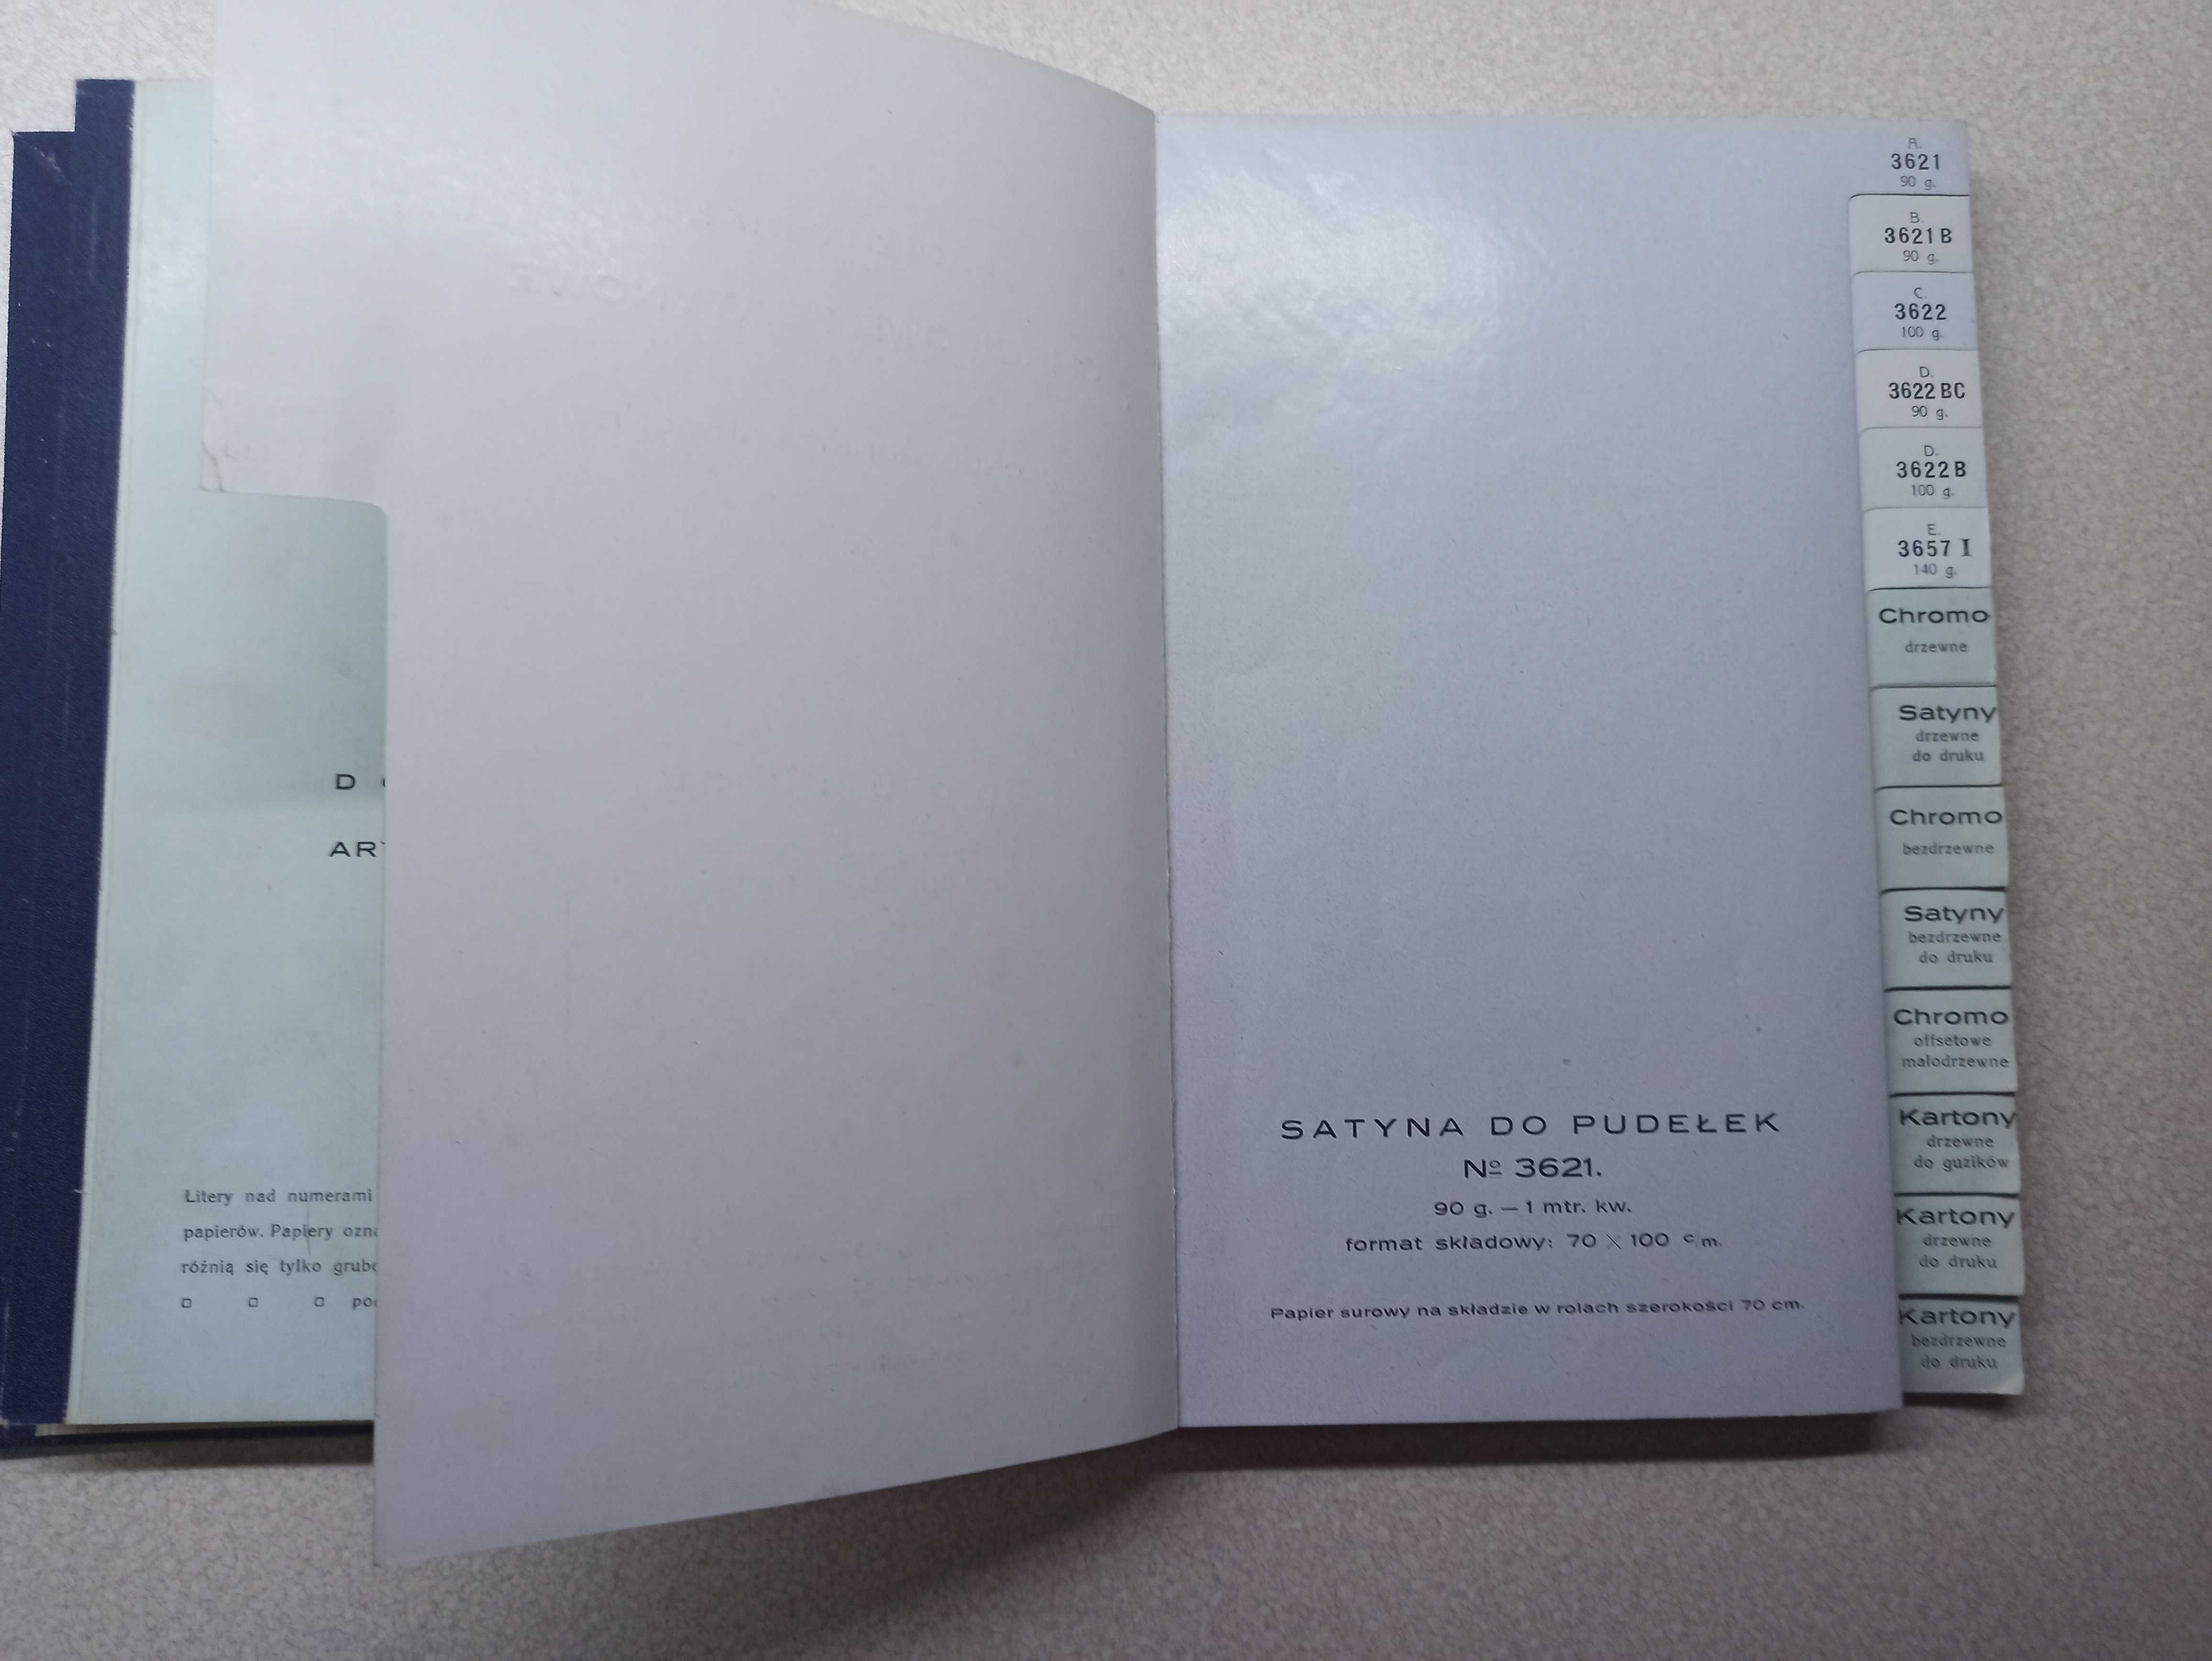 D
AR
Litery nad numerami
papierów. Papiery
różnią się tylko
SATYNA DO PUDEŁEK
Nº 3621.
90 g. — 1 mtr. kw.
format składowy: 70 × 100 c/m.
Papier surowy na składzie w rolach szerokości 70 cm.
A.
3621
90 g.
B.
3621 B
90 g.
C.
3622
100 g.
D.
3622 BC
90 g.
D.
3622 B
100 g.
E.
3657 I
140 g.
Chromo
drzewne
Satyny
drzewne
do druku
Chromo
bezdrzewne
Satyny
bezdrzewne
do druku
Chromo
offsetowe
małodrzewne
Kartony
drzewne
do guzików
Kartony
drzewne
do druku
Kartony
bezdrzewne
do druku